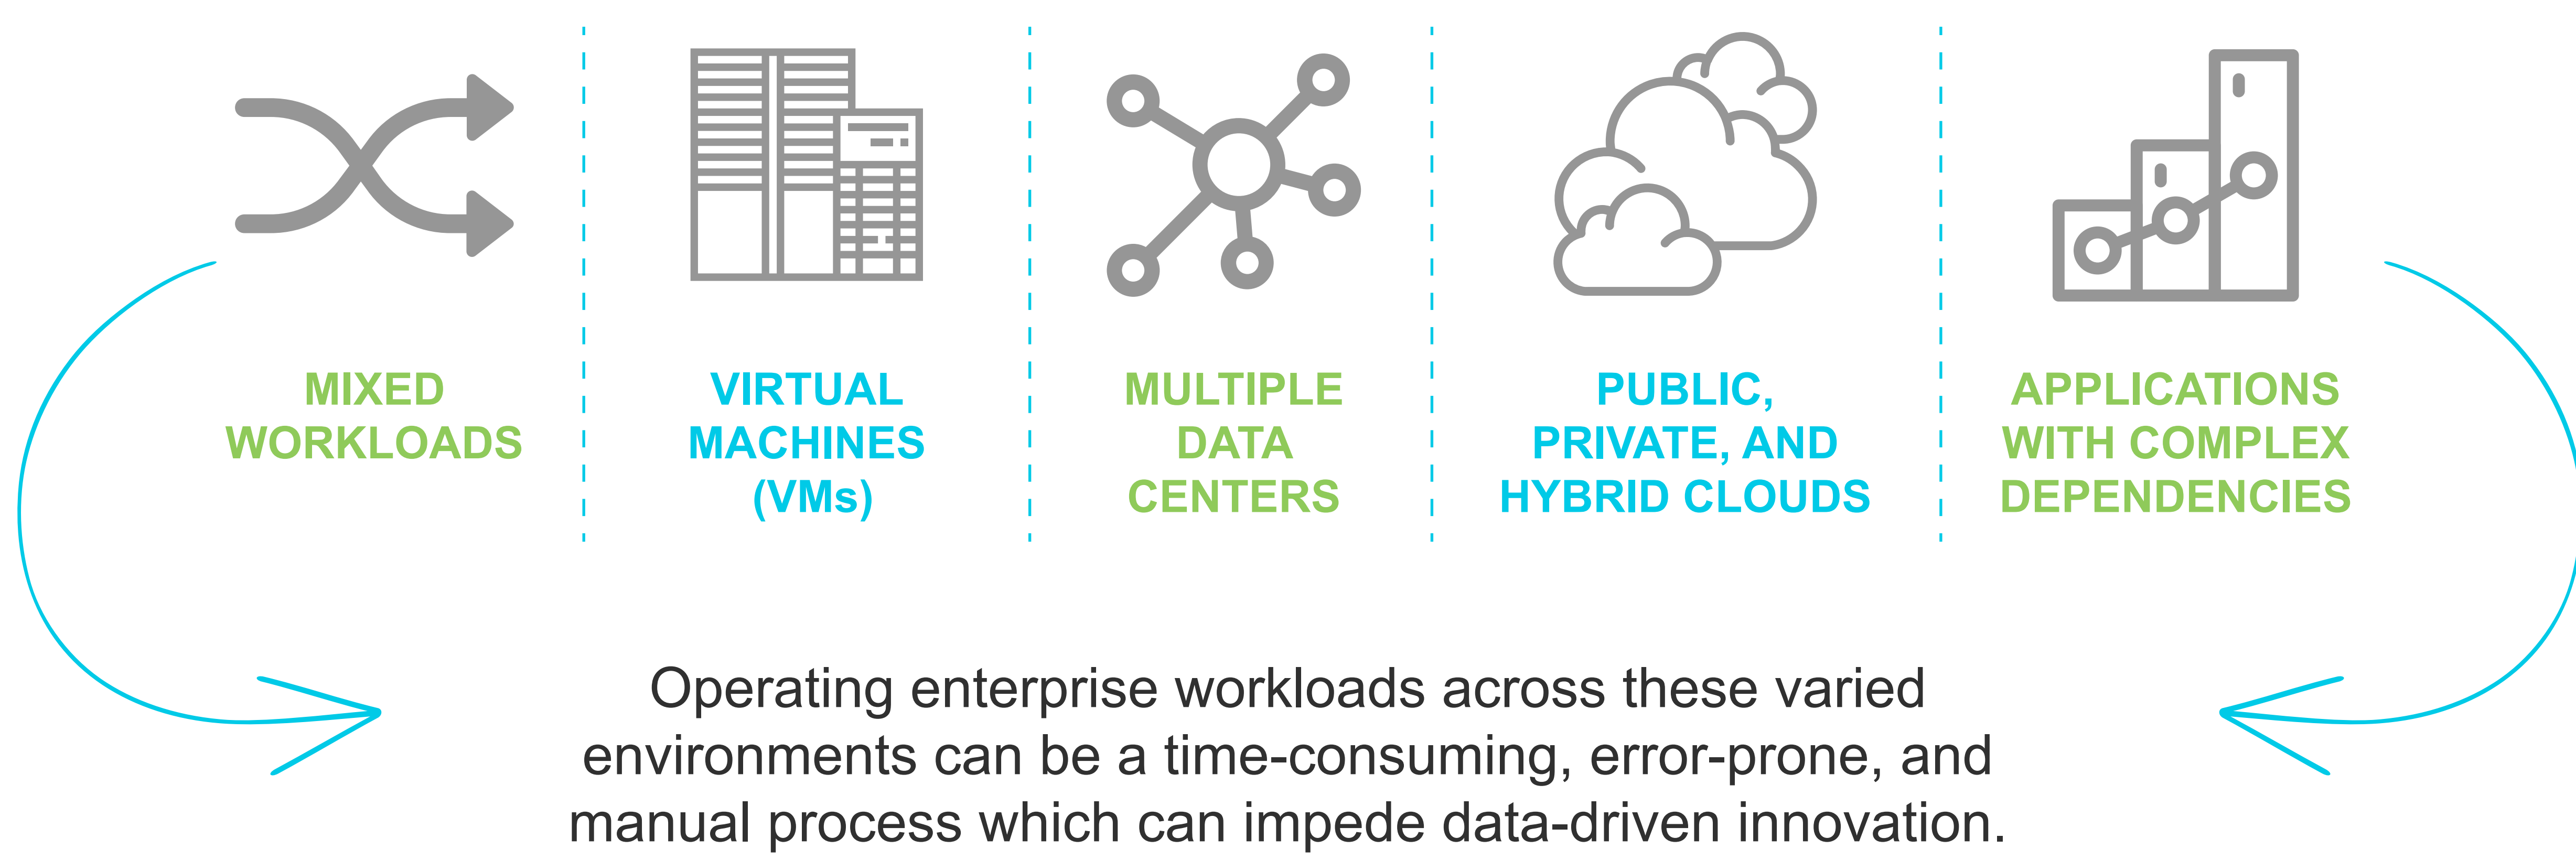 MIXED
WORKLOADS
VIRTUAL
MACHINES
(VMs)
MULTIPLE
DATA
CENTERS
PUBLIC,
PRIVATE, AND
HYBRID CLOUDS
APPLICATIONS
WITH COMPLEX
DEPENDENCIES
Operating enterprise workloads across these varied
environments can be a time-consuming, error-prone, and
manual process which can impede data-driven innovation.